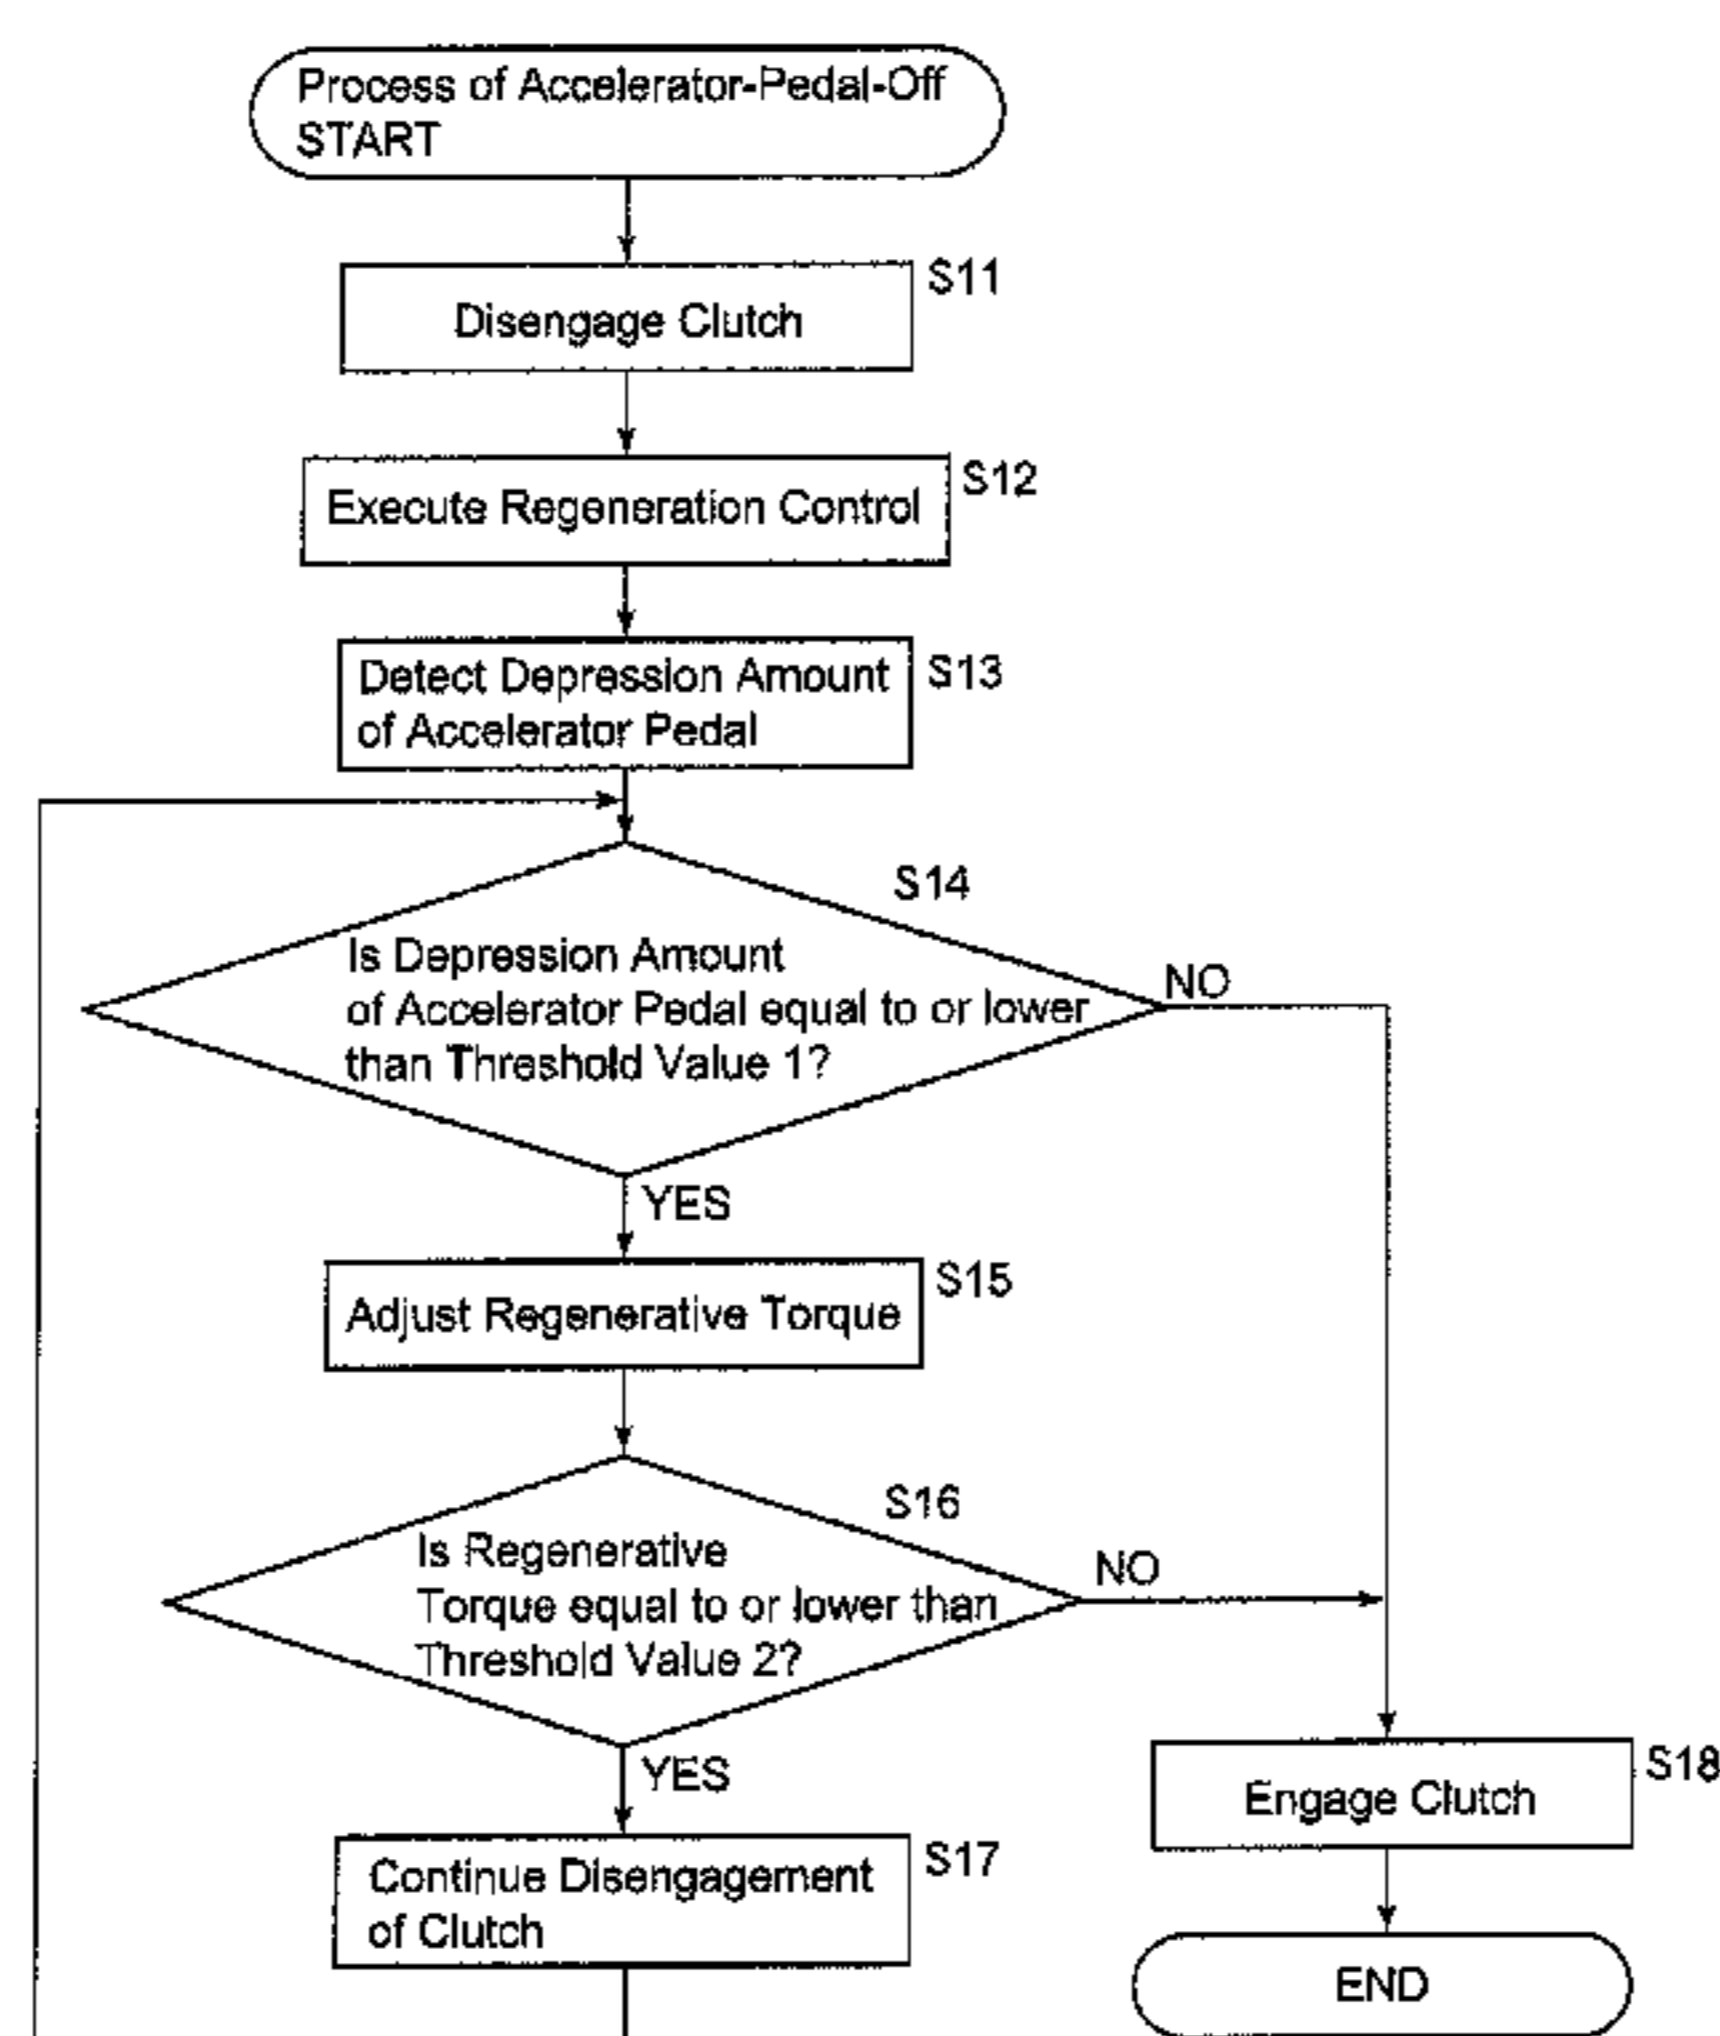 Process of Accelerator-Pedal-Off
START
S11
Disengage Clutch
S12
Execute Regeneration Control
S13
Detect Depression Amount
of Accelerator Pedal
S14
Is Depression Amount
of Accelerator Pedal equal to or lower
than Threshold Value 1?
NO
YES
S15
Adjust Regenerative Torque
S16
Is Regenerative
Torque equal to or lower than
Threshold Value 2?
NO
YES
S17
Continue Disengagement
of Clutch
S18
Engage Clutch
END